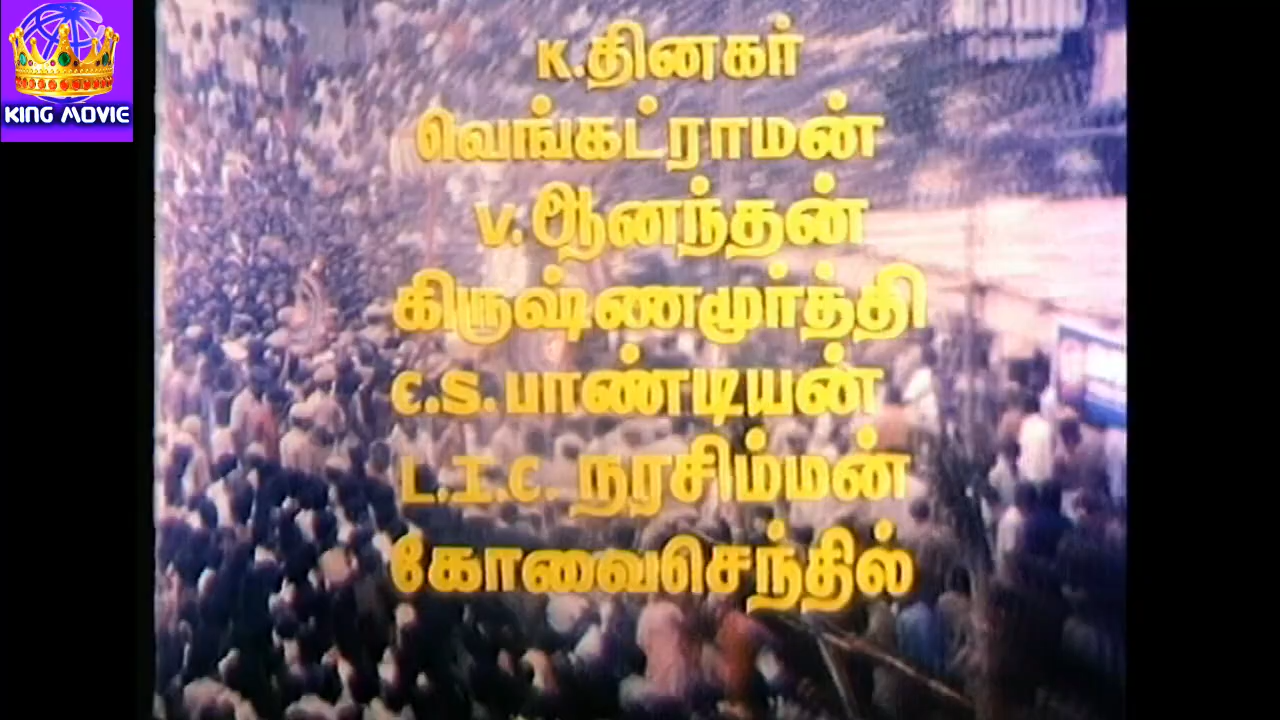 KING MOVIE
K.தினகர்
வெங்கட்ராமன்
V.ஆனந்தன்
கிருஷ்ணமூர்த்தி
C.S.பாண்டியன்
L.I.C. நரசிம்மன்
கோவைசெந்தில்